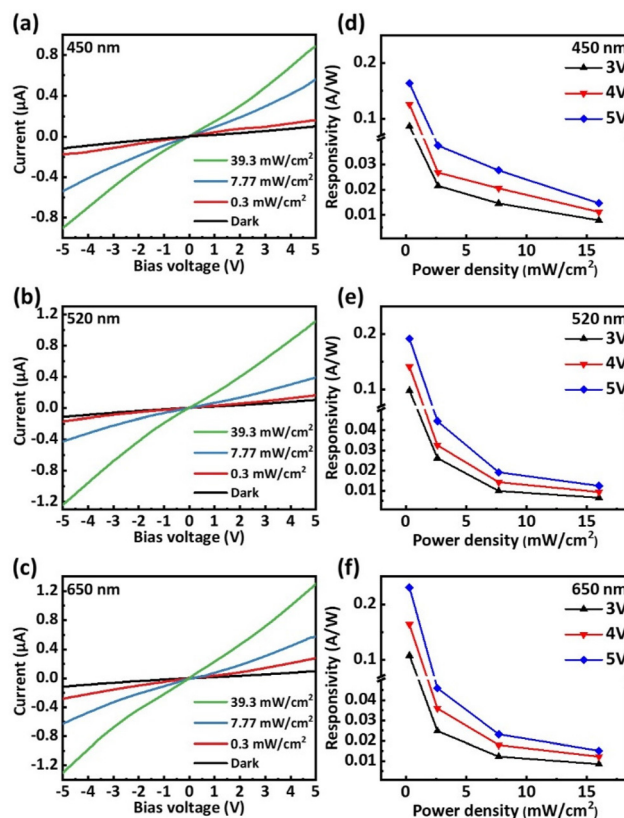 (a)
450 nm
0.8
0.4
0.0
-0.4
-0.8
Current (μA)
39.3 mW/cm²
7.77 mW/cm²
0.3 mW/cm²
Dark
-5 -4 -3 -2 -1 0 1 2 3 4 5
Bias voltage (V)
(d)
450 nm
3V
4V
5V
0.2
0.1
0.03
0.02
0.01
Responsivity (A/W)
0 5 10 15
Power density (mW/cm²)
(b)
520 nm
1.2
0.8
0.4
0.0
-0.4
-0.8
-1.2
Current (μA)
39.3 mW/cm²
7.77 mW/cm²
0.3 mW/cm²
Dark
-5 -4 -3 -2 -1 0 1 2 3 4 5
Bias voltage (V)
(e)
520 nm
3V
4V
5V
0.2
0.1
0.04
0.03
0.02
0.01
Responsivity (A/W)
0 5 10 15
Power density (mW/cm²)
(c)
650 nm
1.2
0.8
0.4
0.0
-0.4
-0.8
-1.2
Current (μA)
39.3 mW/cm²
7.77 mW/cm²
0.3 mW/cm²
Dark
-5 -4 -3 -2 -1 0 1 2 3 4 5
Bias voltage (V)
(f)
650 nm
3V
4V
5V
0.2
0.1
0.04
0.03
0.02
0.01
Responsivity (A/W)
0 5 10 15
Power density (mW/cm²)